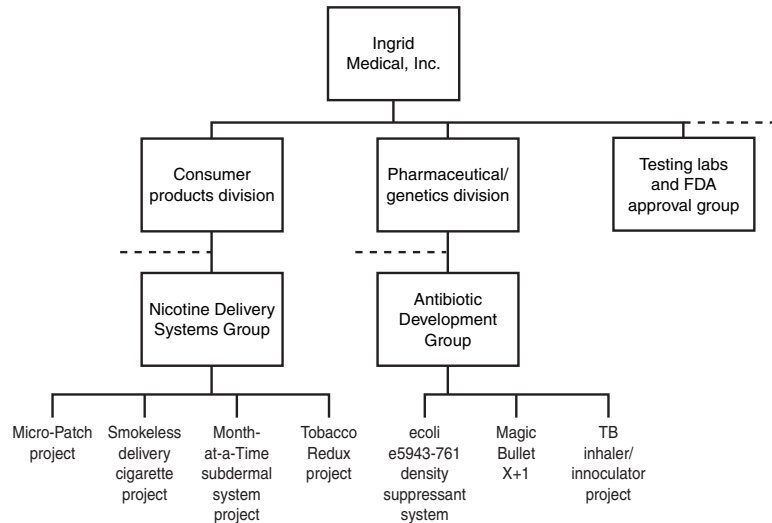 Ingrid
Medical, Inc.
Consumer
products division
Pharmaceutical/
genetics division
Testing labs
and FDA
approval group
Nicotine Delivery
Systems Group
Antibiotic
Development
Group
Micro-Patch
project
Smokeless
delivery
cigarette
project
Month-
at-a-Time
subdermal
system
project
Tobacco
Redux
project
ecoli
e5943-761
density
suppressant
system
Magic
Bullet
X+1
TB
inhaler/
innoculator
project